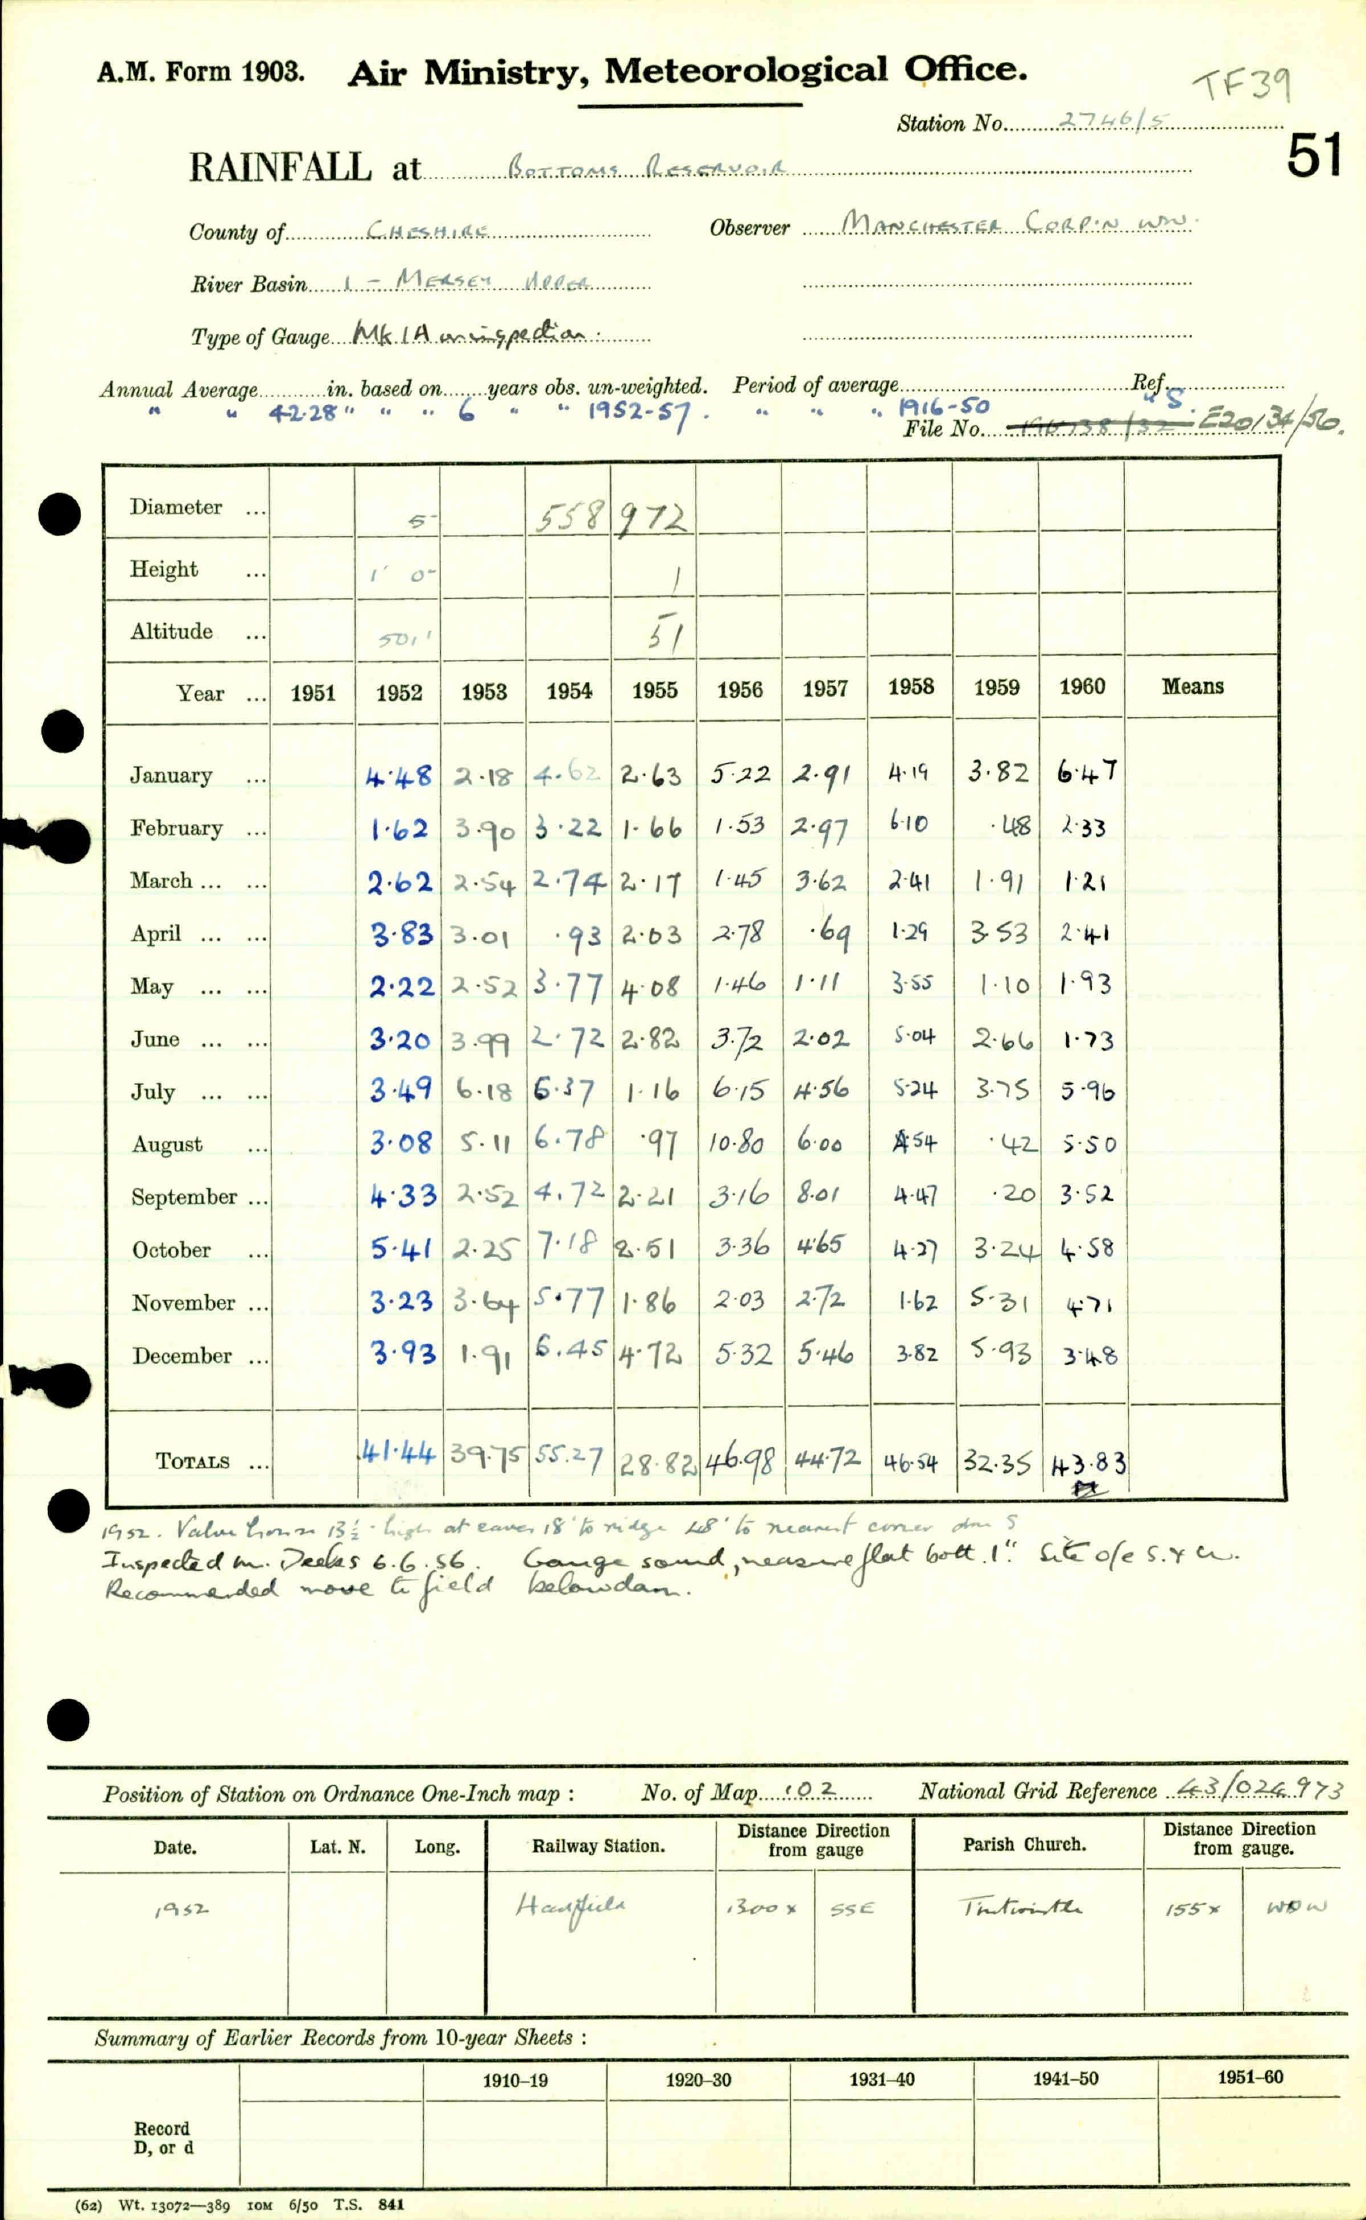 A.M. Form 1903. Air Ministry, Meteorological Office. TF39
Station No. 2746/5
51
RAINFALL at Bottoms Reservoir
County of Cheshire Observer Manchester Corp'n WW.
River Basin 1 - Mersey Upper
Type of Gauge Mk IA on inspection.
Annual Average in. based on years obs. un-weighted. Period of average Ref.
" " 42.28" " " 6 " " 1952-57. " " " 1916-50 " S.
File No. E20134/56.
Diameter ... 5 558 972
Height ... 1' 0" 1
Altitude ... 501' 51
Year ... 1951 1952 1953 1954 1955 1956 1957 1958 1959 1960 Means
January ... 4.48 2.18 4.62 2.63 5.22 2.91 4.19 3.82 6.47
February ... 1.62 3.90 3.22 1.66 1.53 2.97 6.10 .48 2.33
March ... ... 2.62 2.54 2.74 2.17 1.45 3.62 2.41 1.91 1.21
April ... ... 3.83 3.01 .93 2.03 2.78 .69 1.29 3.53 2.41
May ... ... 2.22 2.52 3.77 4.08 1.46 1.11 3.55 1.10 1.93
June ... ... 3.20 3.99 2.72 2.82 3.72 2.02 5.04 2.66 1.73
July ... ... 3.49 6.18 6.37 1.16 6.15 4.56 5.24 3.75 5.96
August ... 3.08 5.11 6.78 .97 10.80 6.00 4.54 .42 5.50
September ... 4.33 2.52 4.72 2.21 3.16 8.01 4.47 .20 3.52
October ... 5.41 2.25 7.18 2.51 3.36 4.65 4.27 3.24 4.58
November ... 3.23 3.64 5.77 1.86 2.03 2.72 1.62 5.31 4.71
December ... 3.93 1.91 6.45 4.72 5.32 5.46 3.82 5.93 3.48
Totals ... 41.44 39.75 55.27 28.82 46.98 44.72 46.54 32.35 43.83
1952. Valve house 13½' high at eaves 18' to ridge 48' to nearest corner S
Inspected Mr. Deeks 6.6.56. Gauge sound, measure flat bott. 1". Site o/e S. & W.
Recommended move to field below dam.
Position of Station on Ordnance One-Inch map : No. of Map 102 National Grid Reference 43/024973
Date. Lat. N. Long. Railway Station. Distance Direction from gauge Parish Church. Distance Direction from gauge.
1952 Hadfield 1300x SSE Tintwistle 155x WNW
Summary of Earlier Records from 10-year Sheets :
1910–19 1920–30 1931–40 1941–50 1951–60
Record
D, or d
(62) Wt. 13072—389 10M 6/50 T.S. 841